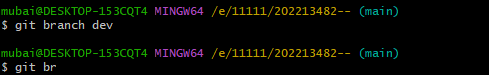 mubai@DESKTOP-153CQT4 MINGW64 /e/11111/202213482-- (main)
$ git branch dev
mubai@DESKTOP-153CQT4 MINGW64 /e/11111/202213482-- (main)
$ git br